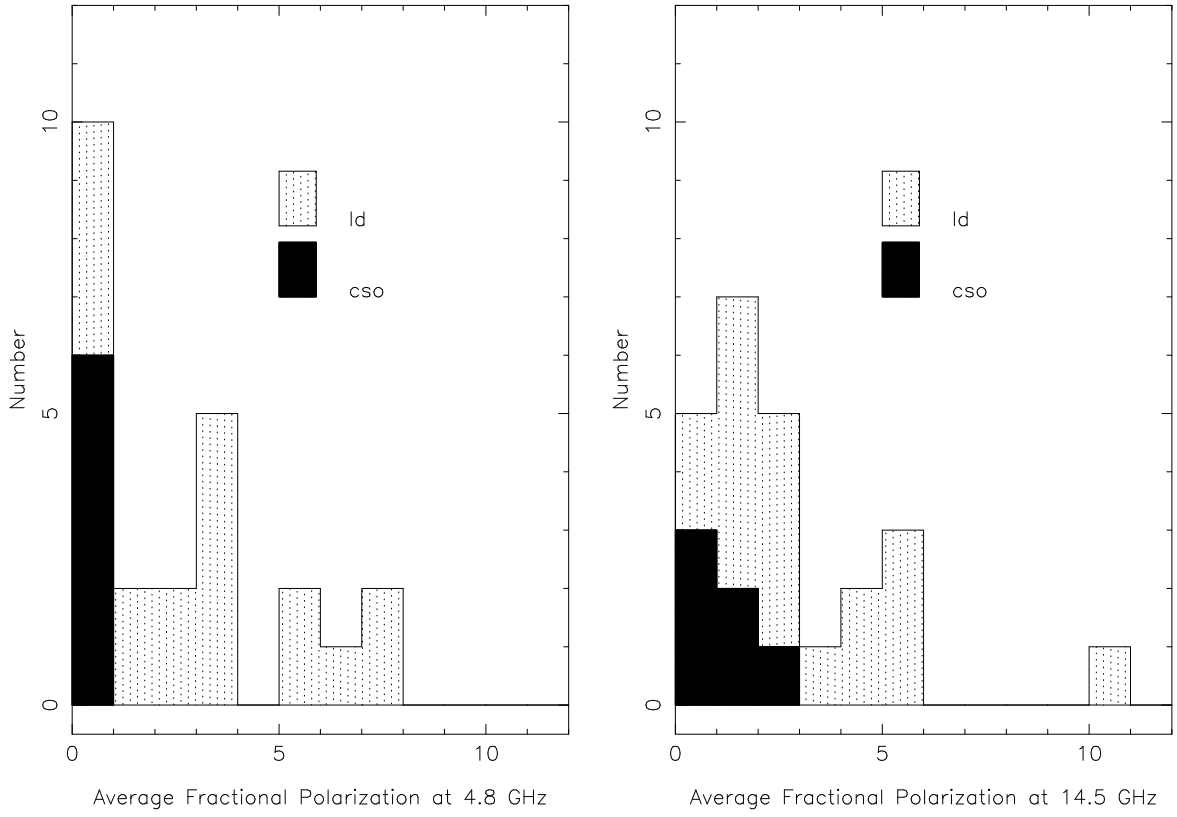 10
5
0
Number
ld
cso
0 5 10
Average Fractional Polarization at 4.8 GHz
10
5
0
Number
ld
cso
0 5 10
Average Fractional Polarization at 14.5 GHz